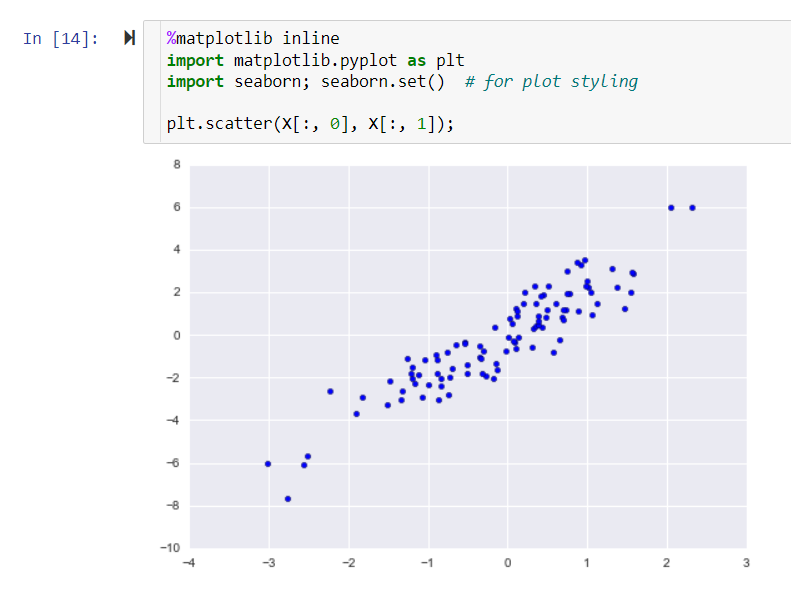 In [14]:
%matplotlib inline
import matplotlib.pyplot as plt
import seaborn; seaborn.set()  # for plot styling
plt.scatter(X[:, 0], X[:, 1]);
8
6
4
2
0
−2
−4
−6
−8
−10
−4 −3 −2 −1 0 1 2 3